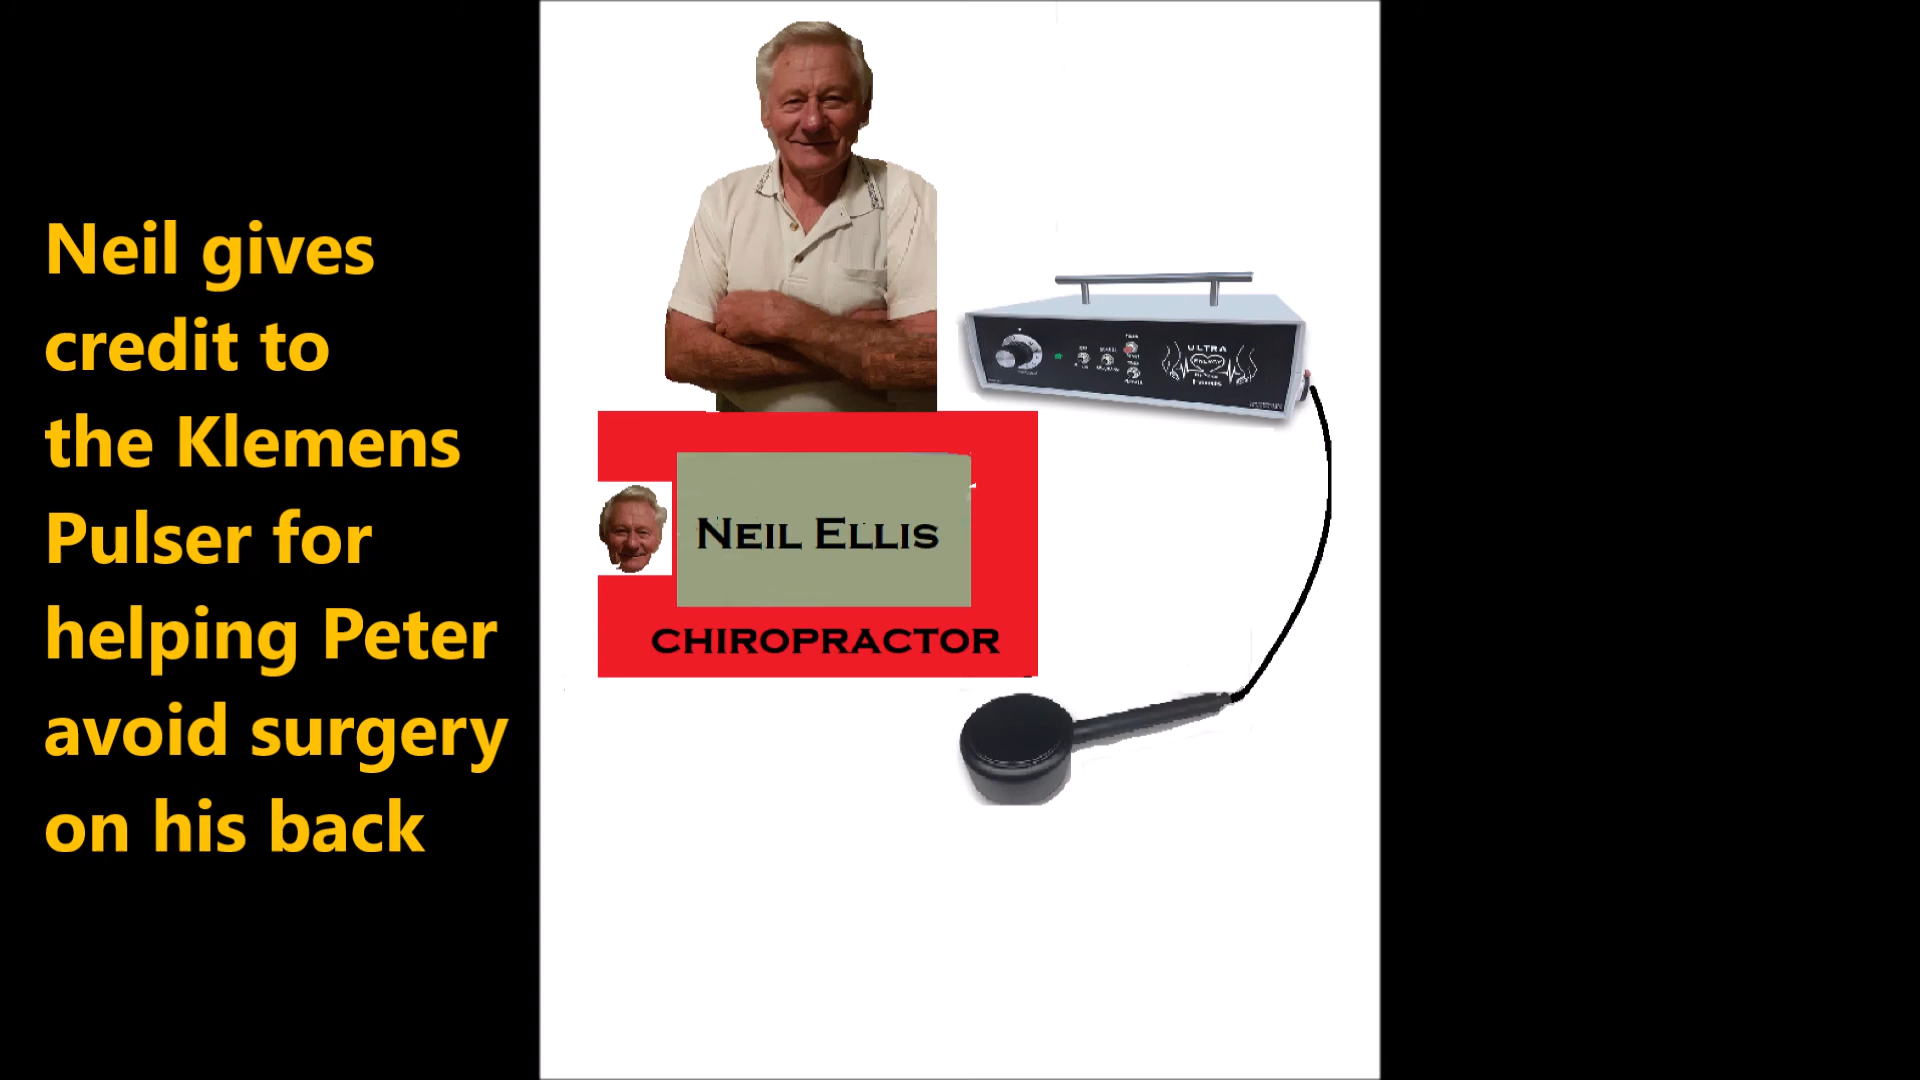 Neil gives
credit to
the Klemens
Pulser for
helping Peter
avoid surgery
on his back
NEIL ELLIS
CHIROPRACTOR
ULTRA